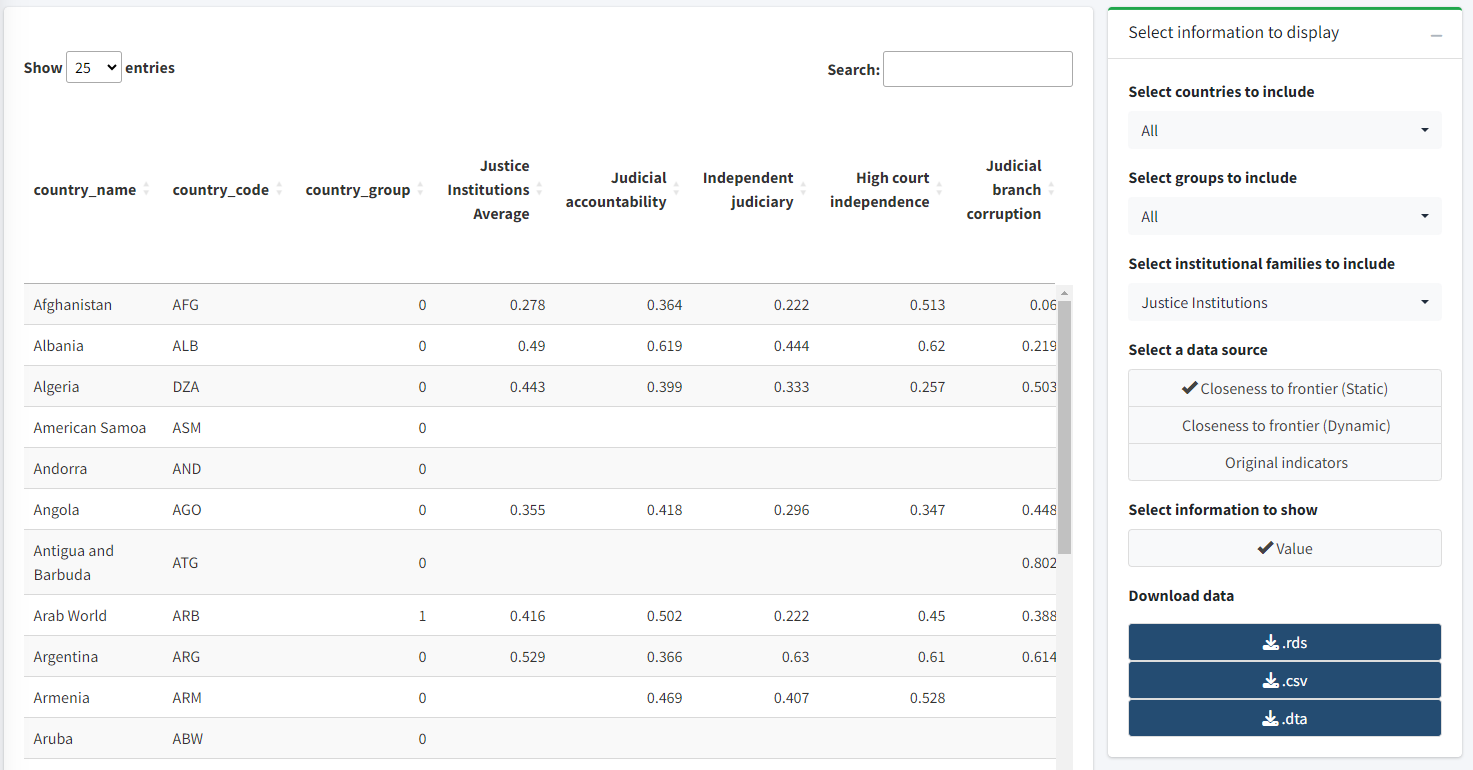 Show 25 entries
Search:
country_name country_code country_group Justice Institutions Average Judicial accountability Independent judiciary High court independence Judicial branch corruption
Afghanistan AFG 0 0.278 0.364 0.222 0.513 0.06
Albania ALB 0 0.49 0.619 0.444 0.62 0.219
Algeria DZA 0 0.443 0.399 0.333 0.257 0.503
American Samoa ASM 0
Andorra AND 0
Angola AGO 0 0.355 0.418 0.296 0.347 0.448
Antigua and Barbuda ATG 0 0.802
Arab World ARB 1 0.416 0.502 0.222 0.45 0.388
Argentina ARG 0 0.529 0.366 0.63 0.61 0.614
Armenia ARM 0 0.469 0.407 0.528
Aruba ABW 0
Select information to display
Select countries to include
All
Select groups to include
All
Select institutional families to include
Justice Institutions
Select a data source
Closeness to frontier (Static)
Closeness to frontier (Dynamic)
Original indicators
Select information to show
Value
Download data
.rds
.csv
.dta